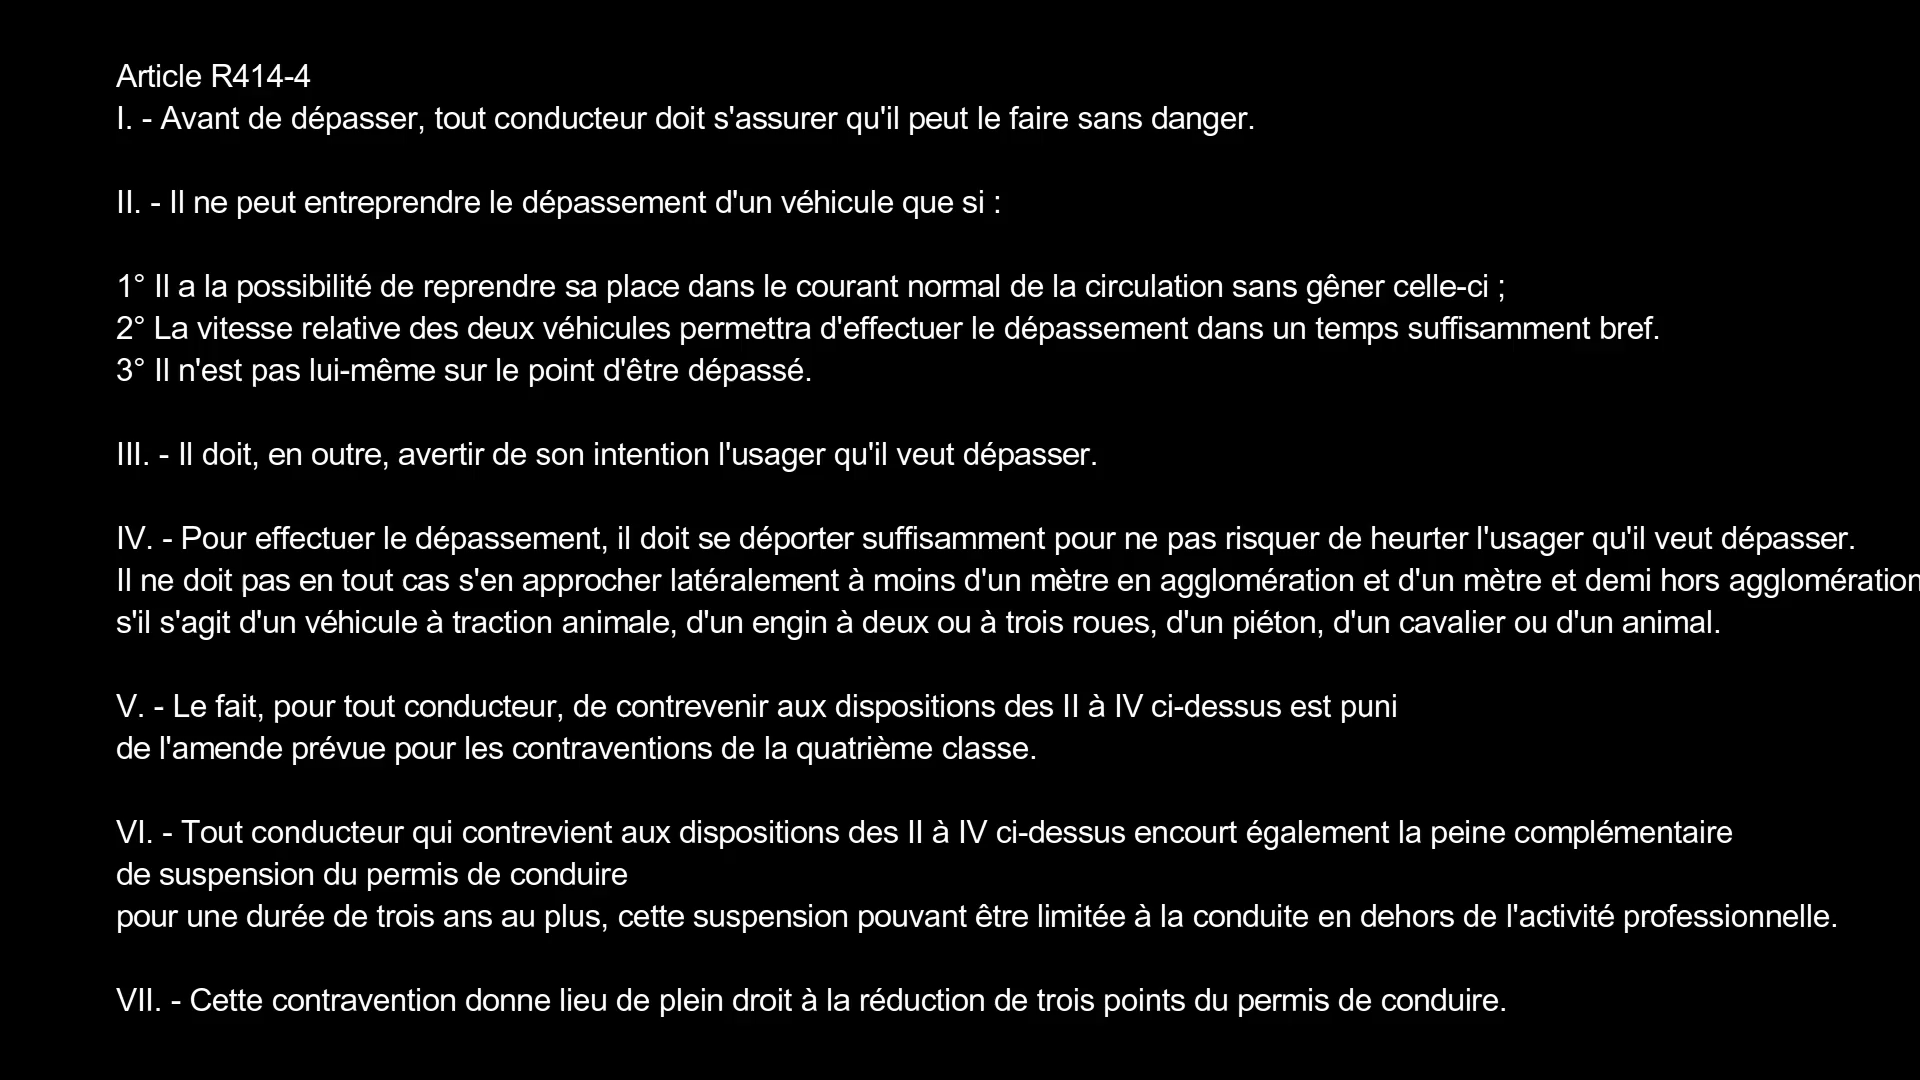 Article R414-4
I. - Avant de dépasser, tout conducteur doit s'assurer qu'il peut le faire sans danger.
II. - Il ne peut entreprendre le dépassement d'un véhicule que si :
1° Il a la possibilité de reprendre sa place dans le courant normal de la circulation sans gêner celle-ci ;
2° La vitesse relative des deux véhicules permettra d'effectuer le dépassement dans un temps suffisamment bref.
3° Il n'est pas lui-même sur le point d'être dépassé.
III. - Il doit, en outre, avertir de son intention l'usager qu'il veut dépasser.
IV. - Pour effectuer le dépassement, il doit se déporter suffisamment pour ne pas risquer de heurter l'usager qu'il veut dépasser.
Il ne doit pas en tout cas s'en approcher latéralement à moins d'un mètre en agglomération et d'un mètre et demi hors agglomération
s'il s'agit d'un véhicule à traction animale, d'un engin à deux ou à trois roues, d'un piéton, d'un cavalier ou d'un animal.
V. - Le fait, pour tout conducteur, de contrevenir aux dispositions des II à IV ci-dessus est puni
de l'amende prévue pour les contraventions de la quatrième classe.
VI. - Tout conducteur qui contrevient aux dispositions des II à IV ci-dessus encourt également la peine complémentaire
de suspension du permis de conduire
pour une durée de trois ans au plus, cette suspension pouvant être limitée à la conduite en dehors de l'activité professionnelle.
VII. - Cette contravention donne lieu de plein droit à la réduction de trois points du permis de conduire.